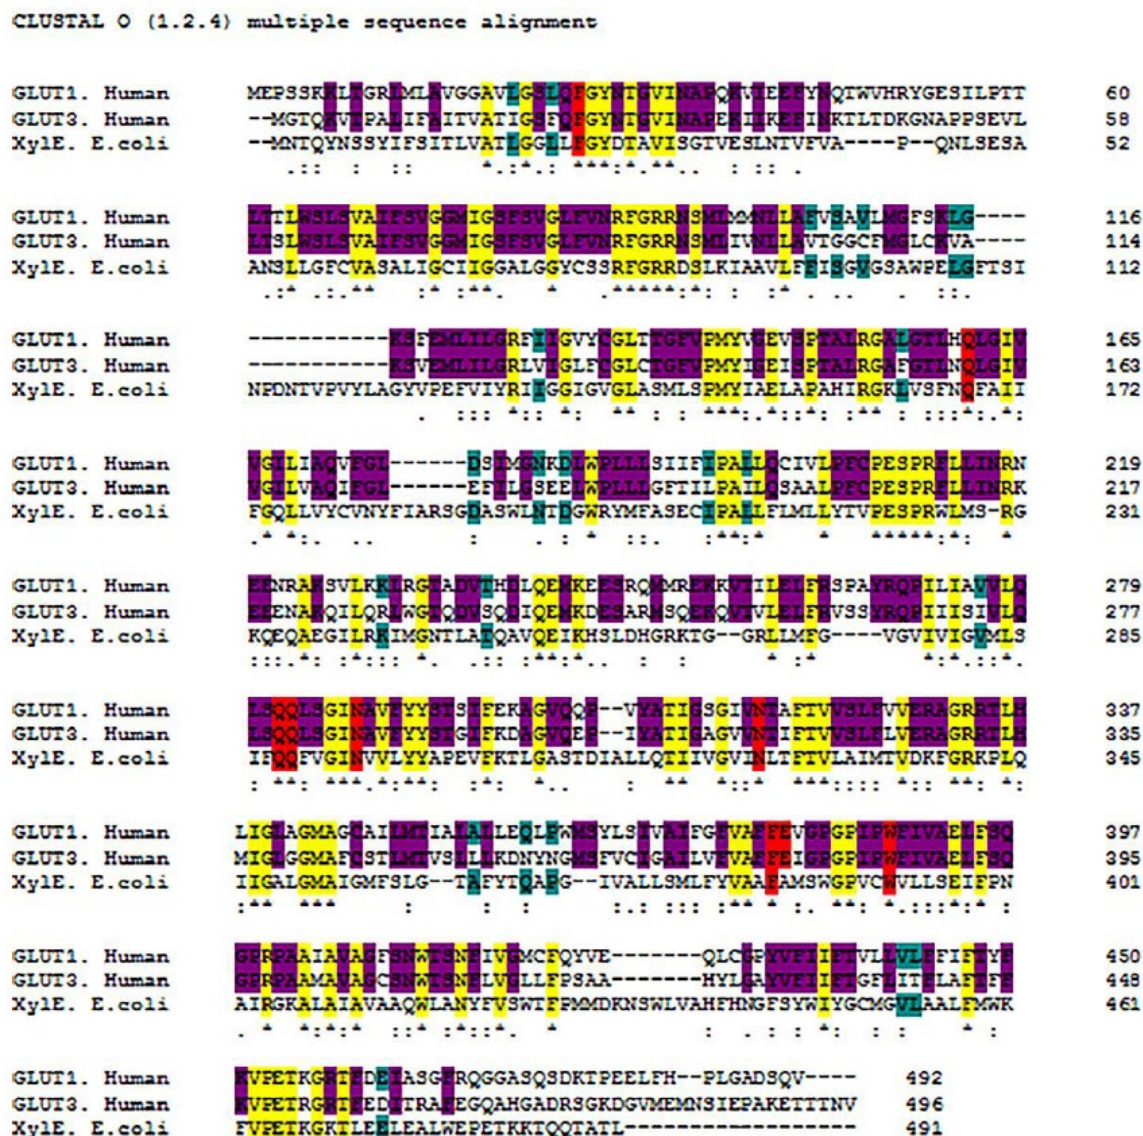 CLUSTAL O (1.2.4) multiple sequence alignment
GLUT1. Human MEPSSKKLTGRLMLAVGGAVLGSLQFGYNTGVINAPQKVIEEFYNQTWVHRYGESILPTT 60
GLUT3. Human --MGTQKVTPALIFAITVATIGSFQFGYNTGVINAPEKIIKEFINKTLTDKGNAPPSEVL 58
XylE. E.coli --MNTQYNSSYIFSITLVATLGGLLFGYDTAVISGTVESLNTVFVA----P--QNLSESA 52
.:: : :: *.:*.: ***:*.**.. : :: .
GLUT1. Human LTTLWSLSVAIFSVGGMIGSFSVGLFVNRFGRRNSMLMMNLLAFVSAVLMGFSKLG---- 116
GLUT3. Human LTSLWSLSVAIFSVGGMIGSFSVGLFVNRFGRRNSMLIVNLLAVTGGCFMGLCKVA---- 114
XylE. E.coli ANSLLGFCVASALIGCIIGGALGGYCSSRFGRRDSLKIAAVLFFISGVGSAWPELGFTSI 112
.:* .:.** :* :**. * .*****:*: : :* . .. . ::.
GLUT1. Human -----------KSFEMLILGRFIIGVYCGLTTGFVPMYVGEVSPTALRGALGTLHQLGIV 165
GLUT3. Human -----------KSVEMLILGRLVIGLFCGLCTGFVPMYIGEISPTALRGAFGTLNQLGIV 163
XylE. E.coli NPDNTVPVYLAGYVPEFVIYRIIGGIGVGLASMLSPMYIAELAPAHIRGKLVSFNQFAII 172
. ::: *:: *: ** : ***:.*::*: :** : :::*:.*:
GLUT1. Human VGILIAQVFGL------DSIMGNKDLWPLLLSIIFIPALLQCIVLPFCPESPRFLLINRN 219
GLUT3. Human VGILVAQIFGL------EFILGSEELWPLLLGFTILPAILQSAALPFCPESPRFLLINRK 217
XylE. E.coli FGQLLVYCVNYFIARSGDASWLNTDGWRYMFASECIPALLFLMLLYTVPESPRWLMS-RG 231
.* *:. .. : . : * ::. :**:* * *****:*: *
GLUT1. Human EENRAKSVLKKLRGTADVTHDLQEMKEESRQMMREKKVTILELFRSPAYRQPILIAVVLQ 279
GLUT3. Human EEENAKQILQRLWGTQDVSQDIQEMKDESARMSQEKQVTVLELFRVSSYRQPIIISIVLQ 277
XylE. E.coli KQEQAEGILRKIMGNTLATQAVQEIKHSLDHGRKTG--GRLLMFG----VGVIVIGVMLS 285
:::.*: :*::: *. .:: :**:*.. : : * :* *:*.::*.
GLUT1. Human LSQQLSGINAVFYYSTSIFEKAGVQQP--VYATIGSGIVNTAFTVVSLFVVERAGRRTLH 337
GLUT3. Human LSQQLSGINAVFYYSTGIFKDAGVQEP--IYATIGAGVVNTIFTVVSLFLVERAGRRTLH 335
XylE. E.coli IFQQFVGINVVLYYAPEVFKTLGASTDIALLQTIIVGVINLTFTVLAIMTVDKFGRKPLQ 345
: **: ***.*:**: :*: *. : ** *::* ***:::: *:: **: *:
GLUT1. Human LIGLAGMAGCAILMTIALALLEQLPWMSYLSIVAIFGFVAFFEVGPGPIPWFIVAELFSQ 397
GLUT3. Human MIGLGGMAFCSTLMTVSLLLKDNYNGMSFVCIGAILVFVAFFEIGPGPIPWFIVAELFSQ 395
XylE. E.coli IIGALGMAIGMFSLG--TAFYTQAPG--IVALLSMLFYVAAFAMSWGPVCWVLLSEIFPN 401
:** *** : : : :.: ::: :** * :. **: *.:::*:* :
GLUT1. Human GPRPAAIAVAGFSNWTSNFIVGMCFQYVE-------QLCGPYVFIIFTVLLVLFFIFTYF 450
GLUT3. Human GPRPAAMAVAGCSNWTSNFLVGLLFPSAA-------HYLGAYVFIIFTGFLITFLAFTFF 448
XylE. E.coli AIRGKALAIAVAAQWLANYFVSWTFPMMDKNSWLVAHFHNGFSYWIYGCMGVLAALFMWK 461
. * *:*:* ::* :*::*. * : . : : *: : : * :
GLUT1. Human KVPETKGRTFDEIASGFRQGGASQSDKTPEELFH--PLGADSQV---- 492
GLUT3. Human KVPETRGRTFEDITRAFEGQAHGADRSGKDGVMEMNSIEPAKETTTNV 496
XylE. E.coli FVPETKGKTLEELEALWEPETKKTQQTATL------------------ 491